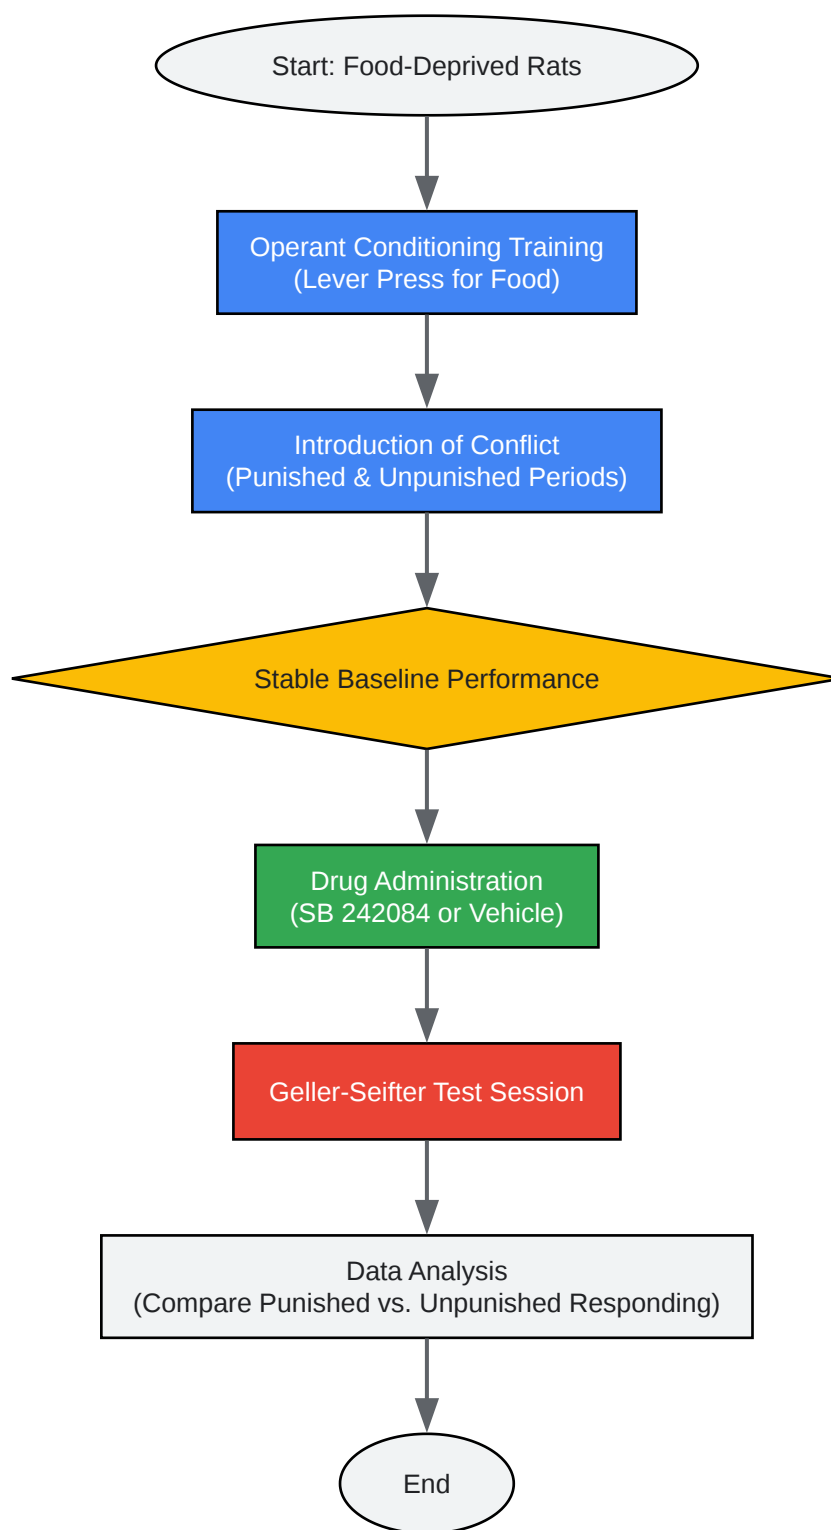 Start: Food-Deprived Rats
Operant Conditioning Training
(Lever Press for Food)
Introduction of Conflict
(Punished & Unpunished Periods)
Stable Baseline Performance
Drug Administration
(SB 242084 or Vehicle)
Geller-Seifter Test Session
Data Analysis
(Compare Punished vs. Unpunished Responding)
End